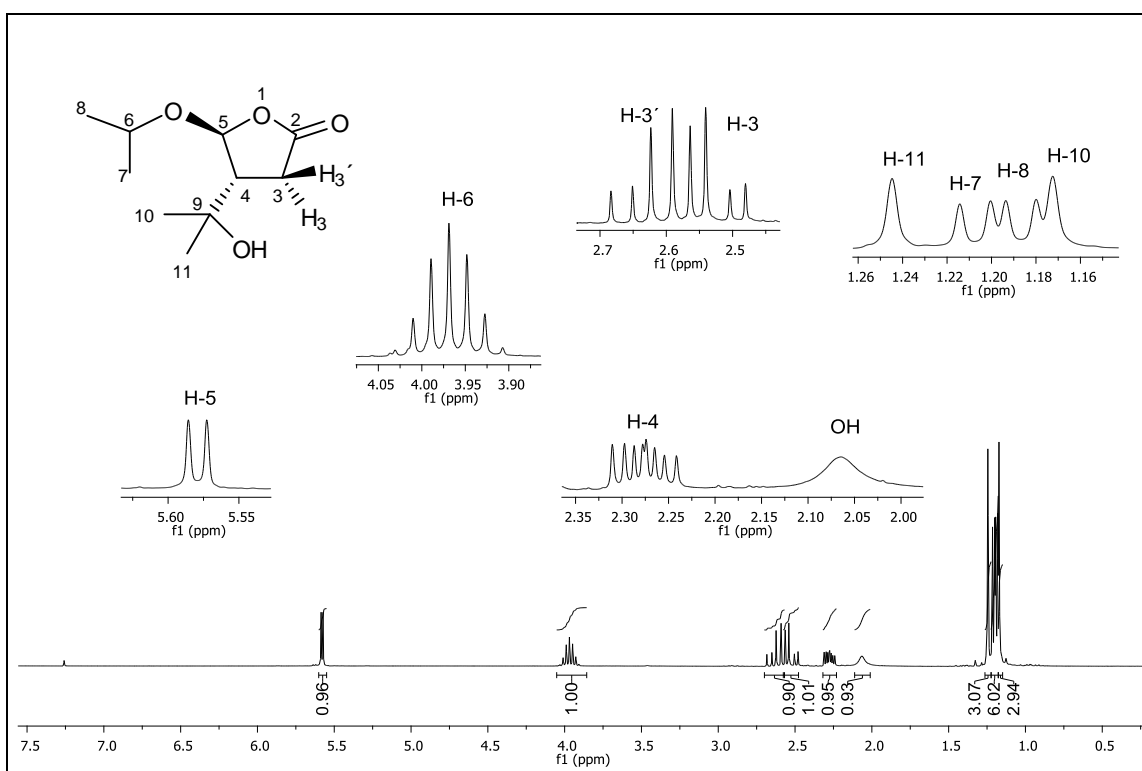 8
6
7
O
5
1
O
2
O
4
3
H3´
H3
9
10
11
OH
H-6
4.05 4.00 3.95 3.90
f1 (ppm)
H-3´
H-3
2.7 2.6 2.5
f1 (ppm)
H-11
H-7
H-8
H-10
1.26 1.24 1.22 1.20 1.18 1.16
f1 (ppm)
H-5
5.60 5.55
f1 (ppm)
H-4
OH
2.35 2.30 2.25 2.20 2.15 2.10 2.05 2.00
f1 (ppm)
0.96
1.00
0.90
1.01
0.95
0.93
3.07
6.02
2.94
7.5 7.0 6.5 6.0 5.5 5.0 4.5 4.0 3.5 3.0 2.5 2.0 1.5 1.0 0.5
f1 (ppm)